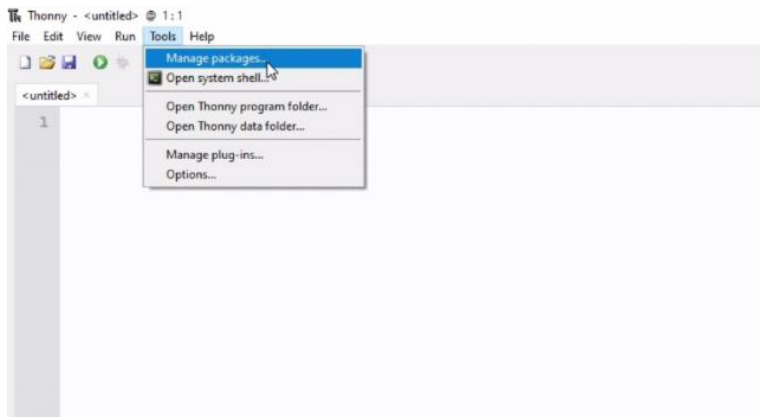 Thonny - <untitled> @ 1:1
File Edit View Run Tools Help
Manage packages...
Open system shell...
<untitled> ×
Open Thonny program folder...
1
Open Thonny data folder...
Manage plug-ins...
Options...